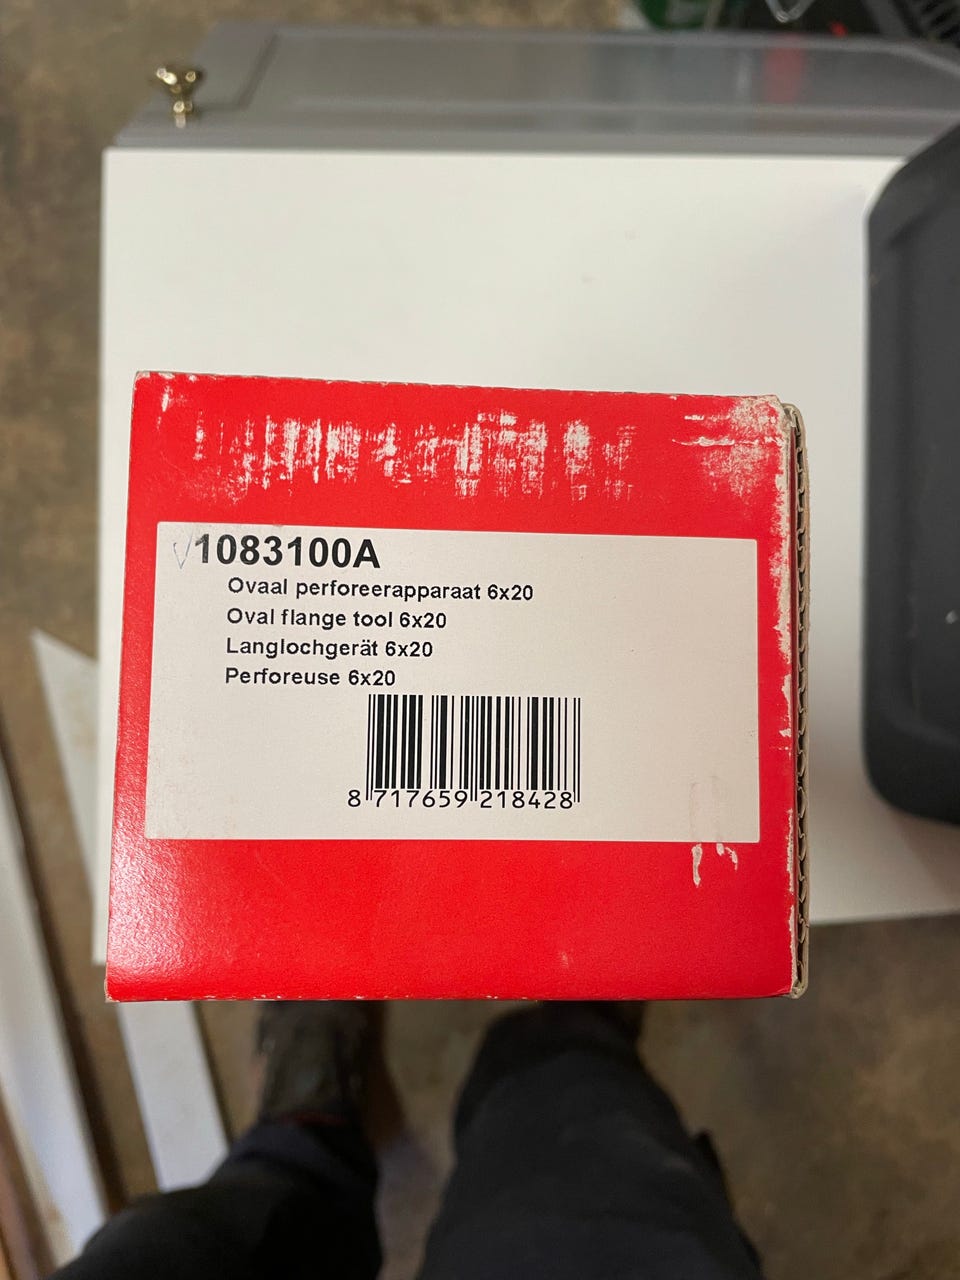 1083100A
Ovaal perforeerapparaat 6x20
Oval flange tool 6x20
Langlochgerät 6x20
Perforeuse 6x20
8 717659 218428